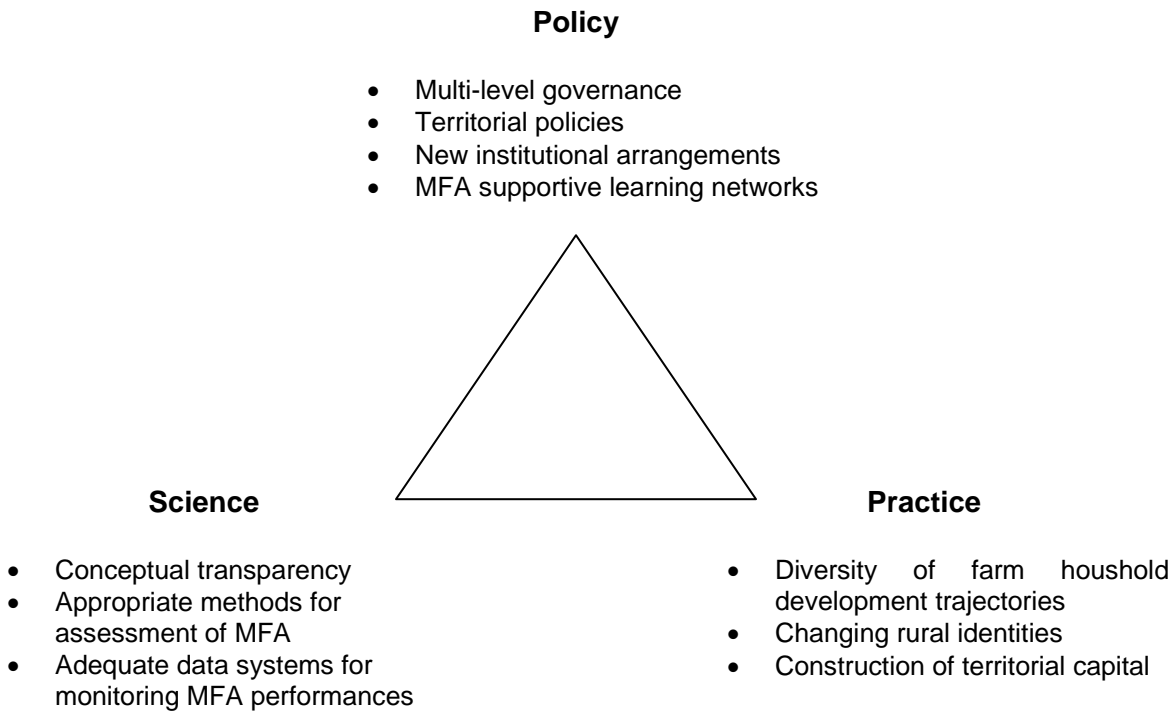 Policy
• Multi-level governance
• Territorial policies
• New institutional arrangements
• MFA supportive learning networks
Science
• Conceptual transparency
• Appropriate methods for
assessment of MFA
• Adequate data systems for
monitoring MFA performances
Practice
• Diversity of farm houshold
development trajectories
• Changing rural identities
• Construction of territorial capital